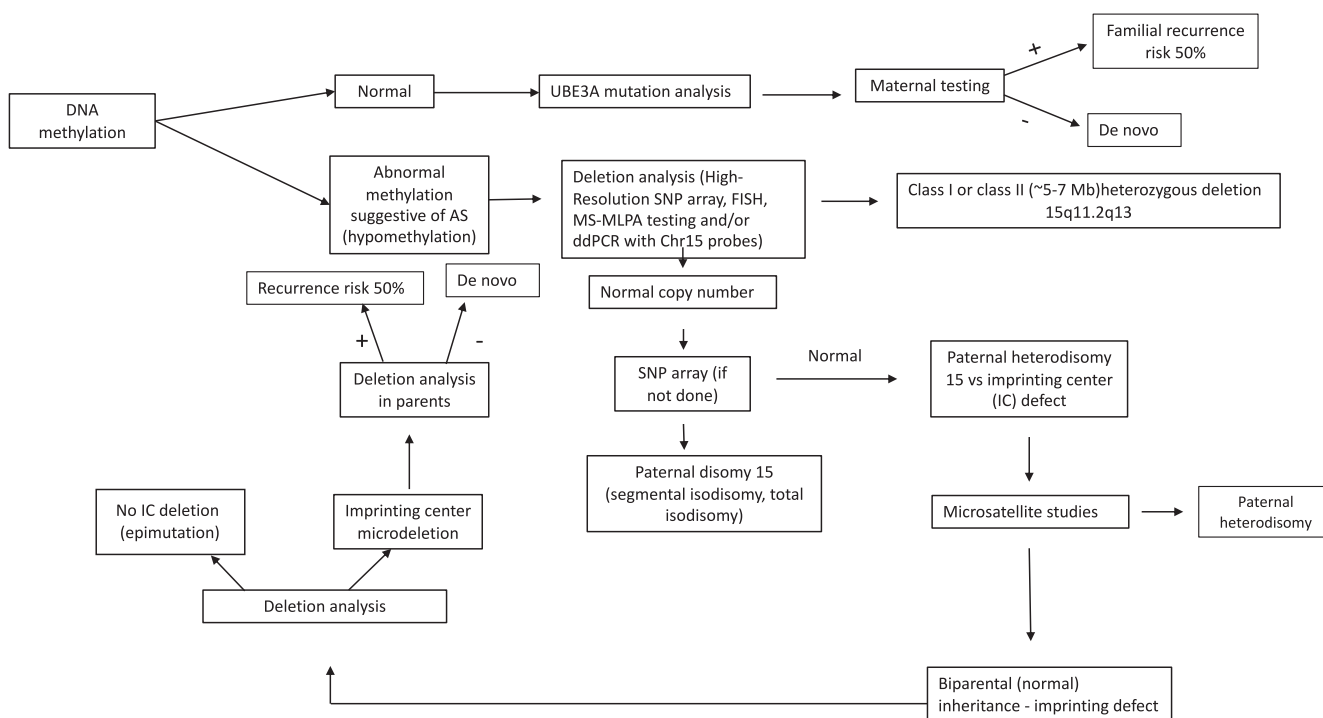 Familial recurrence
risk 50%
+
Normal
UBE3A mutation analysis
Maternal testing
DNA
methylation
-
De novo
Abnormal
methylation
suggestive of AS
(hypomethylation)
Deletion analysis (High-
Resolution SNP array, FISH,
MS-MLPA testing and/or
ddPCR with Chr15 probes)
Class I or class II (~5-7 Mb)heterozygous deletion
15q11.2q13
Recurrence risk 50%
De novo
Normal copy number
+
-
Deletion analysis
in parents
SNP array (if
not done)
Normal
Paternal heterodisomy
15 vs imprinting center
(IC) defect
Paternal disomy 15
(segmental isodisomy, total
isodisomy)
No IC deletion
(epimutation)
Imprinting center
microdeletion
Microsatellite studies
Paternal
heterodisomy
Deletion analysis
Biparental (normal)
inheritance - imprinting defect